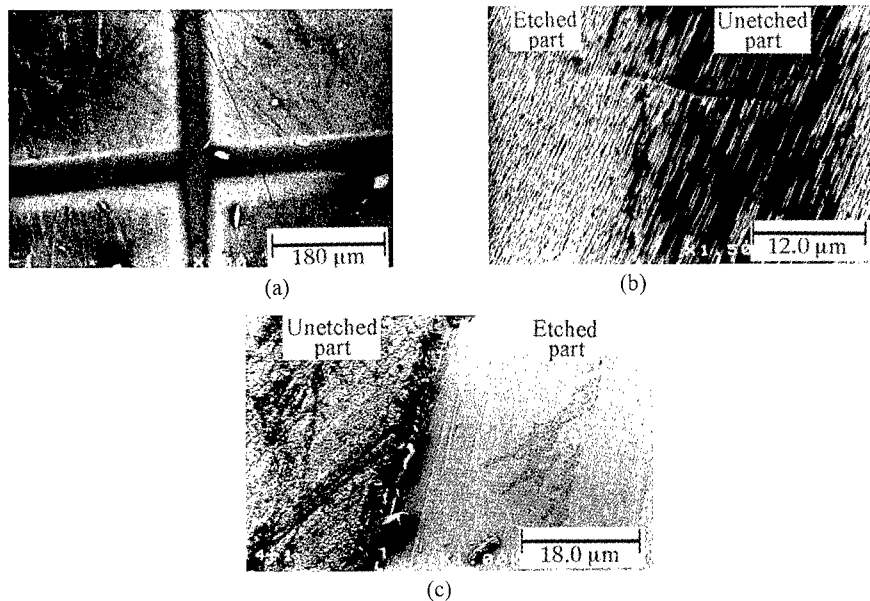 180 μm
(a)
Etched
part
Unetched
part
12.0 μm
(b)
Unetched
part
Etched
part
18.0 μm
(c)